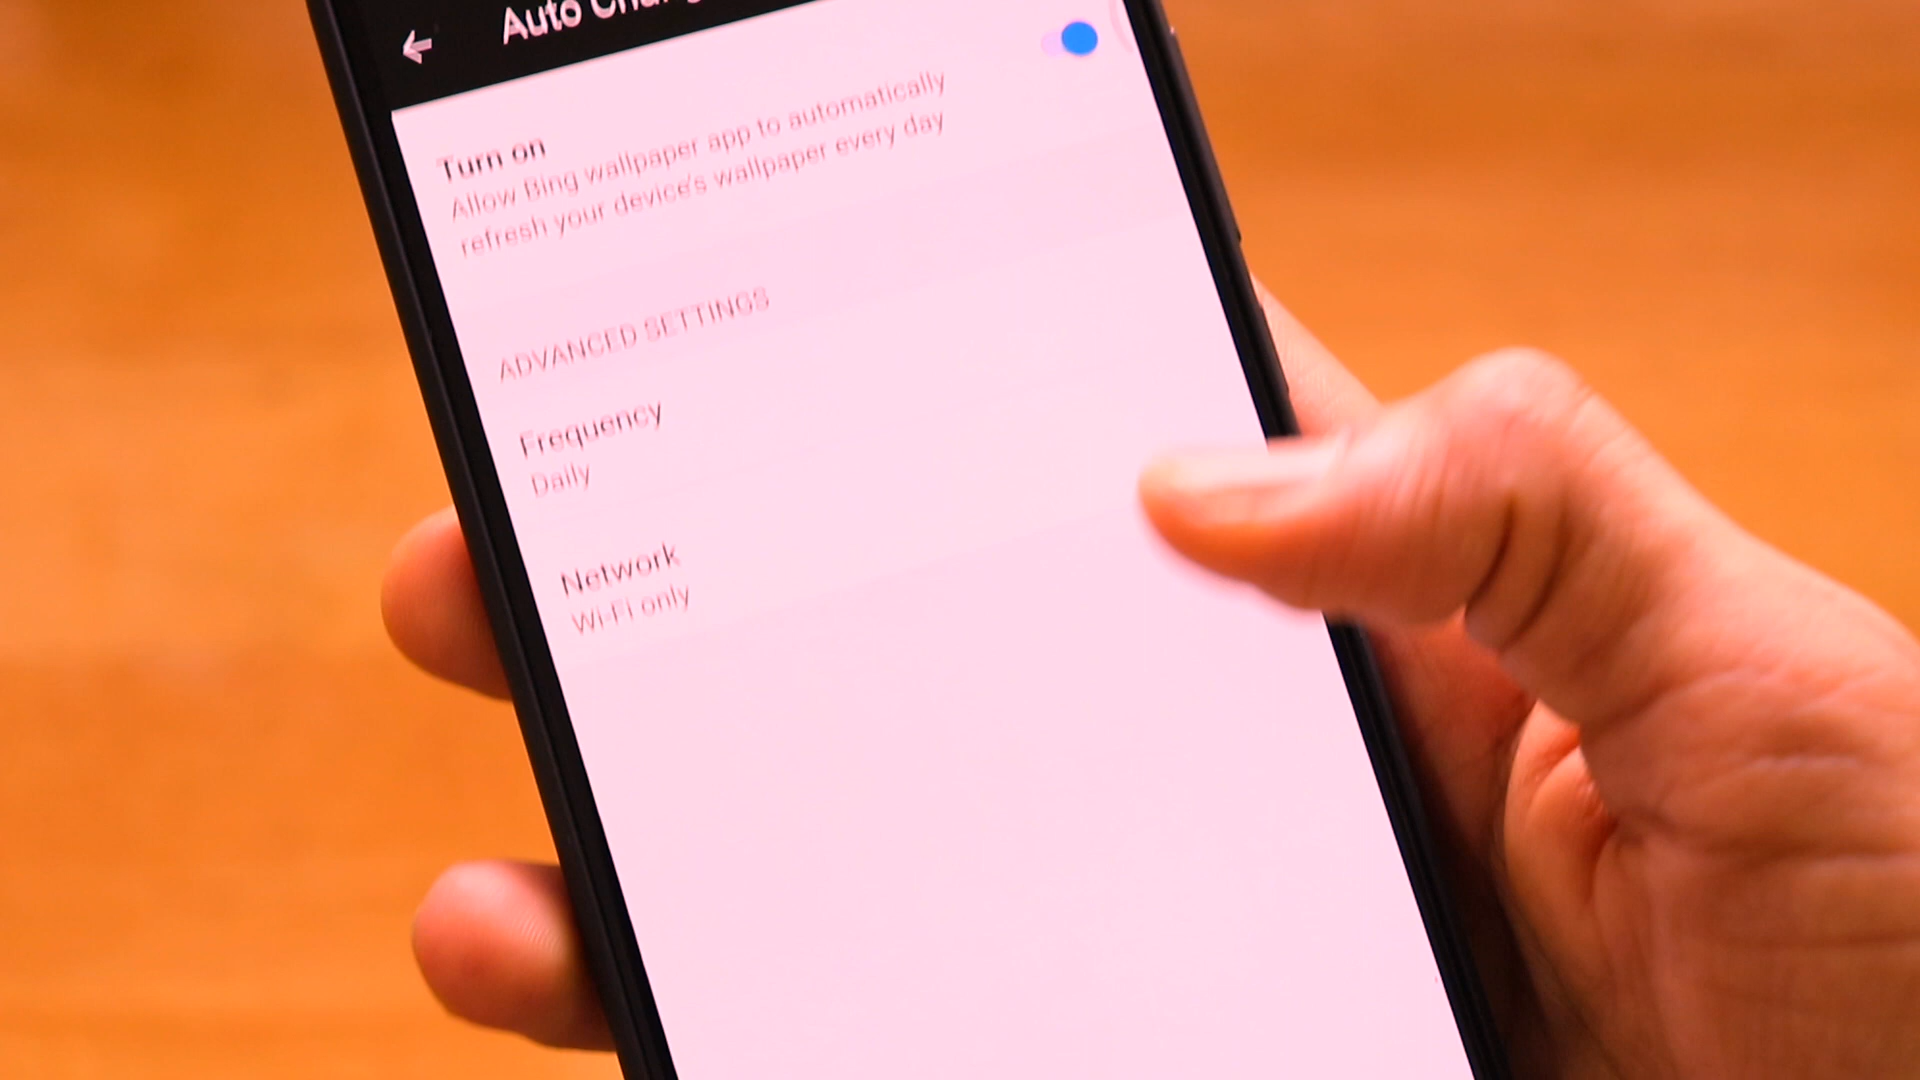 Auto
Turn on
Allow Bing wallpaper app to automatically
refresh your device's wallpaper every day
ADVANCED SETTINGS
Frequency
Daily
Network
Wi-Fi only